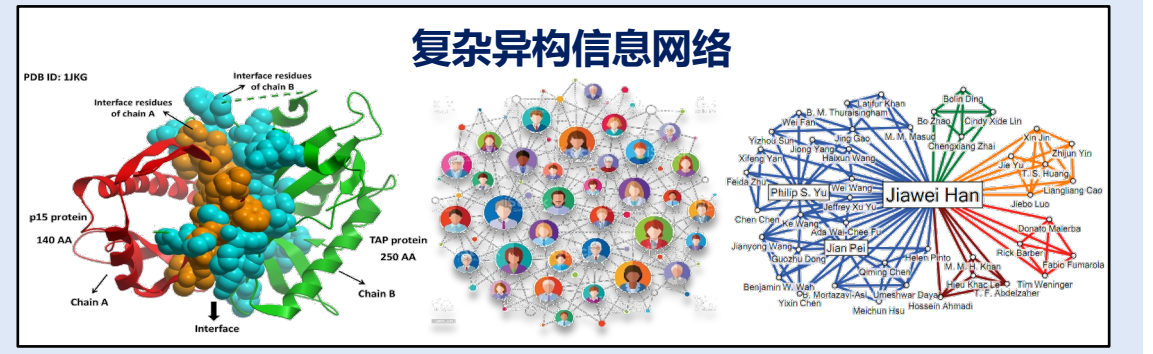 复杂异构信息网络
PDB ID: 1JKG
Interface residues
of chain B
Interface residues
of chain A
p15 protein
140 AA
TAP protein
250 AA
Chain A
Chain B
Interface
Latifur Khan
B. M. Thuraisingham
Wei Fan
Yizhou Sun
Jing Gao
M. M. Masud
Jiong Yang
Xifeng Yan
Haixun Wang
Feida Zhu
Philip S. Yu
Wei Wang
Jeffrey Xu Yu
Chen Chen
Ke Wang
Ada Wai-Chee Fu
Jianyong Wang
Jian Pei
Guozhu Dong
Helen Pinto
Qiming Chen
Benjamin W. Wah
B. Mortazavi-Asl
Umeshwar Dayal
Yixin Chen
Meichun Hsu
Hossein Ahmadi
Bolin Ding
Bo Zhao
Cindy Xide Lin
Chengxiang Zhai
Xin Jin
Zhijun Yin
Jie Yu
T. S. Huang
Liangliang Cao
Jiebo Luo
Jiawei Han
Donato Malerba
Rick Barber
Fabio Fumarola
M. M. H. Khan
Hieu Khac Le
Tim Weninger
T. F. Abdelzaher